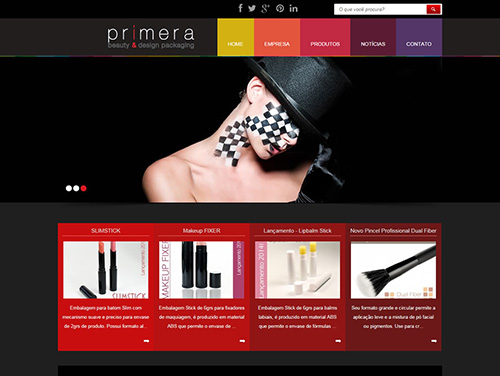 O que você procura?
primera
beauty & design packaging
HOME
EMPRESA
PRODUTOS
NOTÍCIAS
CONTATO
SLIMSTICK
Makeup FIXER
Lançamento - Lipbalm Stick
Novo Pincel Profissional Dual Fiber
Lançamento
SLIMSTICK
MAKEUP FIXER
Lançamento 2014!
Dual Fiber
Embalagem para batom Slim com
mecanismo suave e preciso para envase
de 2grs de produto. Possui formato al...
Embalagem Stick de 6grs para fixadores
de maquiagem, é produzido em material
ABS que permite o envase de ...
Embalagem Stick de 6grs para balms
labiais, é produzido em material ABS
que permite o envase de fórmulas ...
Seu formato grande e circular permite a
aplicação leve e a mistura de pó facial
ou pigmentos. Use para cr...